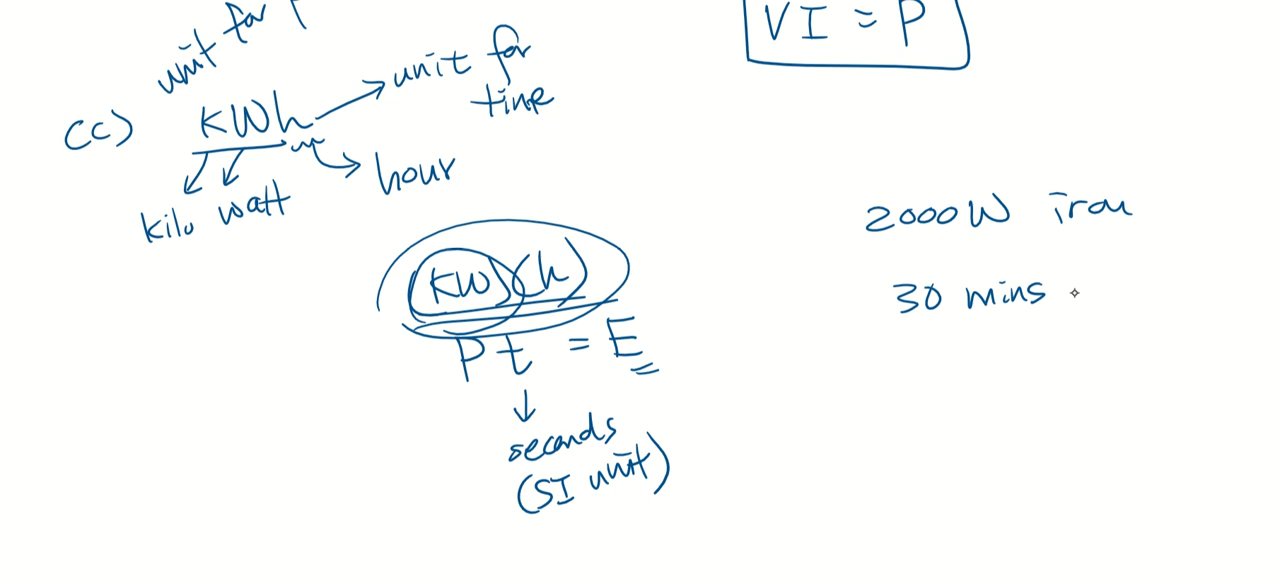 unit for
VI = P
(c) kWh → unit for
time
hour
kilo watt
2000W iron
(kW)(h)
30 mins
Pt = E
↓
seconds
(SI unit)